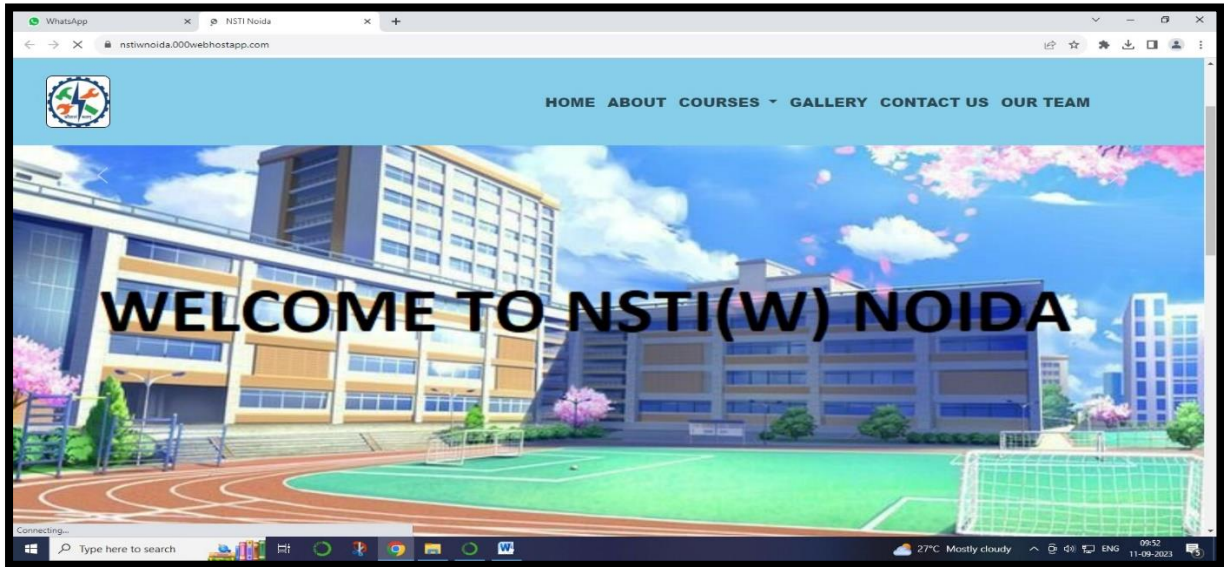 WhatsApp
NSTI Noida
nstiwnoida.000webhostapp.com
HOME ABOUT COURSES GALLERY CONTACT US OUR TEAM
WELCOME TO NSTI(W) NOIDA
Connecting...
Type here to search
27°C Mostly cloudy
ENG
09:52
11-09-2023